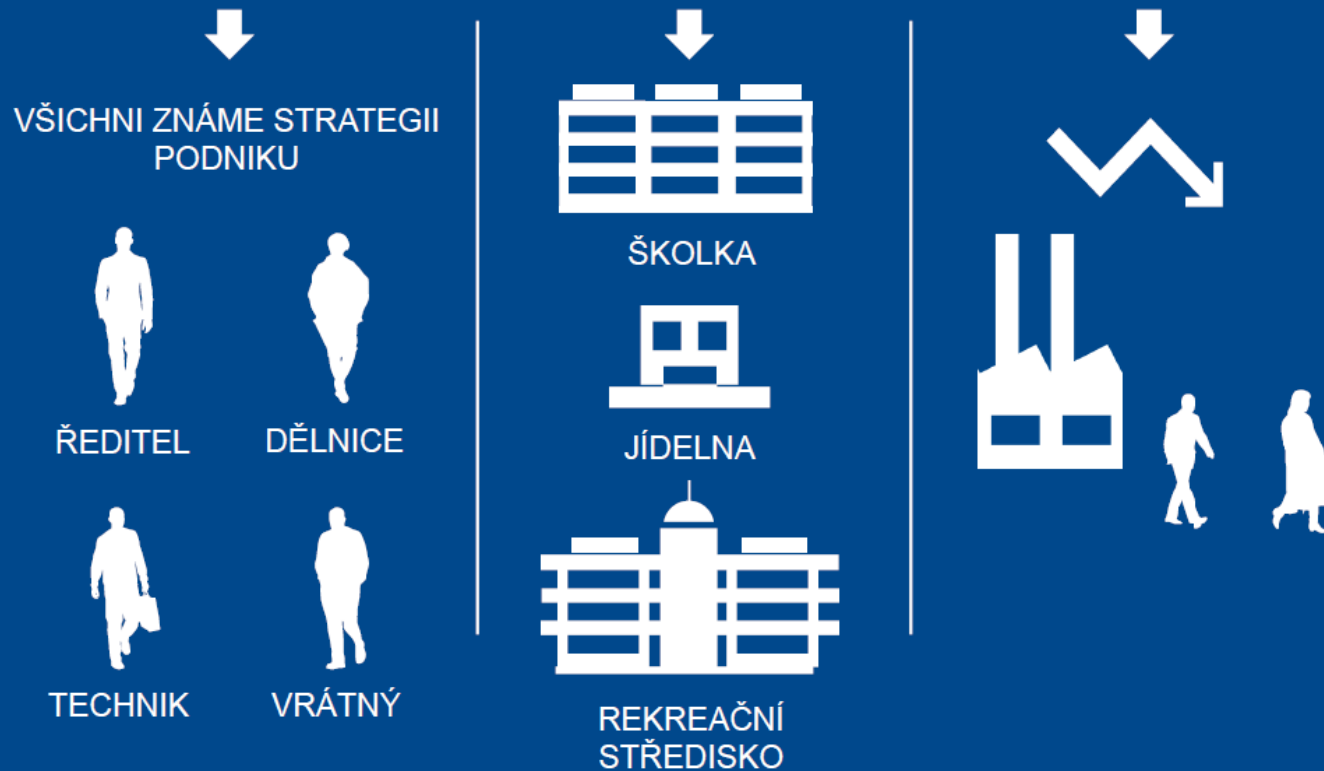 VŠICHNI ZNÁME STRATEGII
PODNIKU
ŘEDITEL
DĚLNICE
TECHNIK
VRÁTNÝ
ŠKOLKA
JÍDELNA
REKREAČNÍ
STŘEDISKO